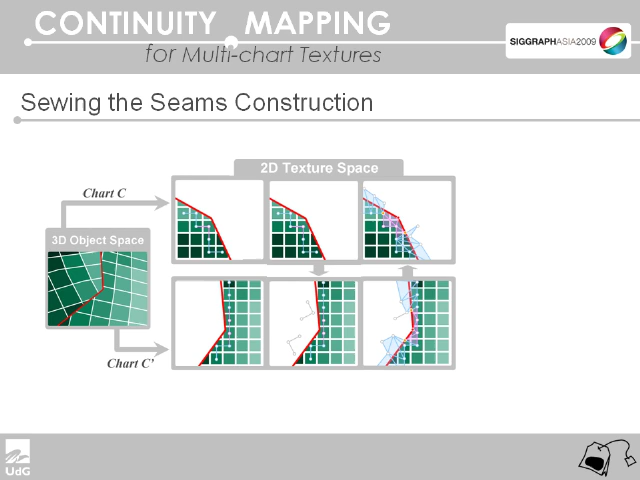 CONTINUITY MAPPING
for Multi-chart Textures
SIGGRAPHASIA2009
Sewing the Seams Construction
2D Texture Space
Chart C
3D Object Space
Chart C'
UdG